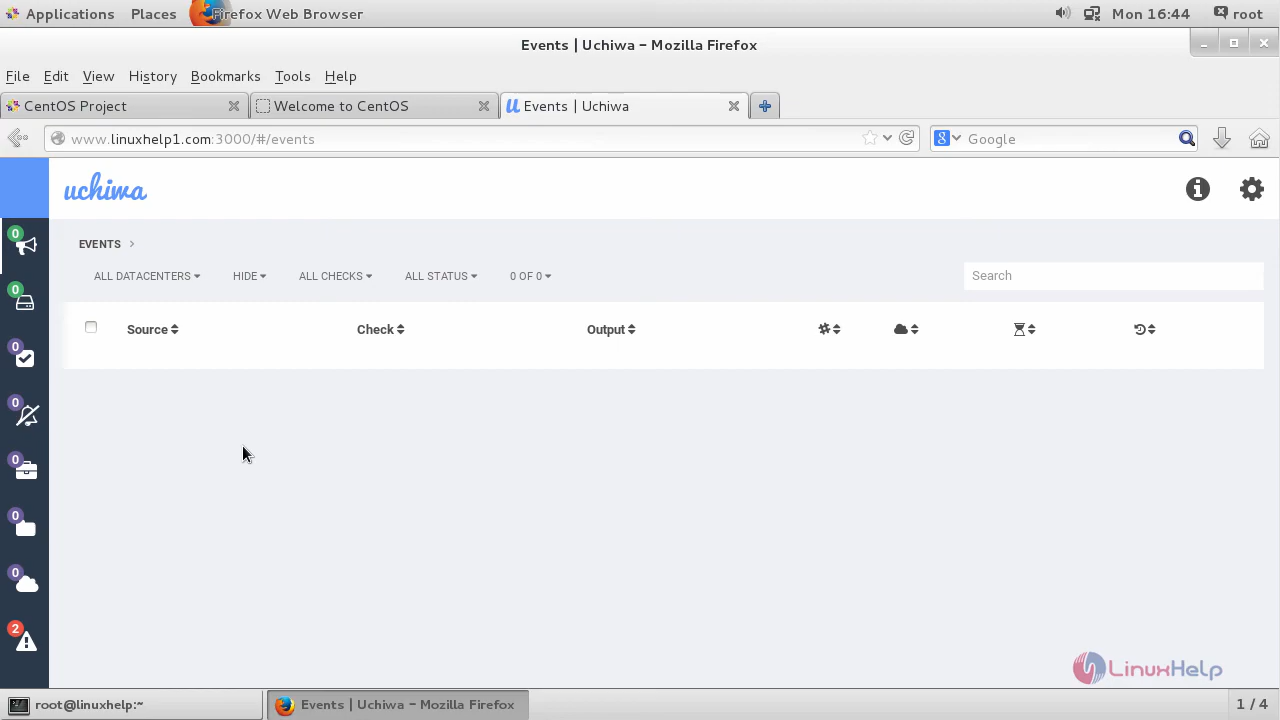 Applications Places Firefox Web Browser Mon 16:44 root
Events | Uchiwa – Mozilla Firefox
File Edit View History Bookmarks Tools Help
CentOS Project Welcome to CentOS Events | Uchiwa
www.linuxhelp1.com:3000/#/events Google
uchiwa
EVENTS
ALL DATACENTERS HIDE ALL CHECKS ALL STATUS 0 OF 0 Search
Source Check Output
0
0
0
0
0
0
0
2
LinuxHelp
root@linuxhelp:~ Events | Uchiwa – Mozilla Firefox 1 / 4